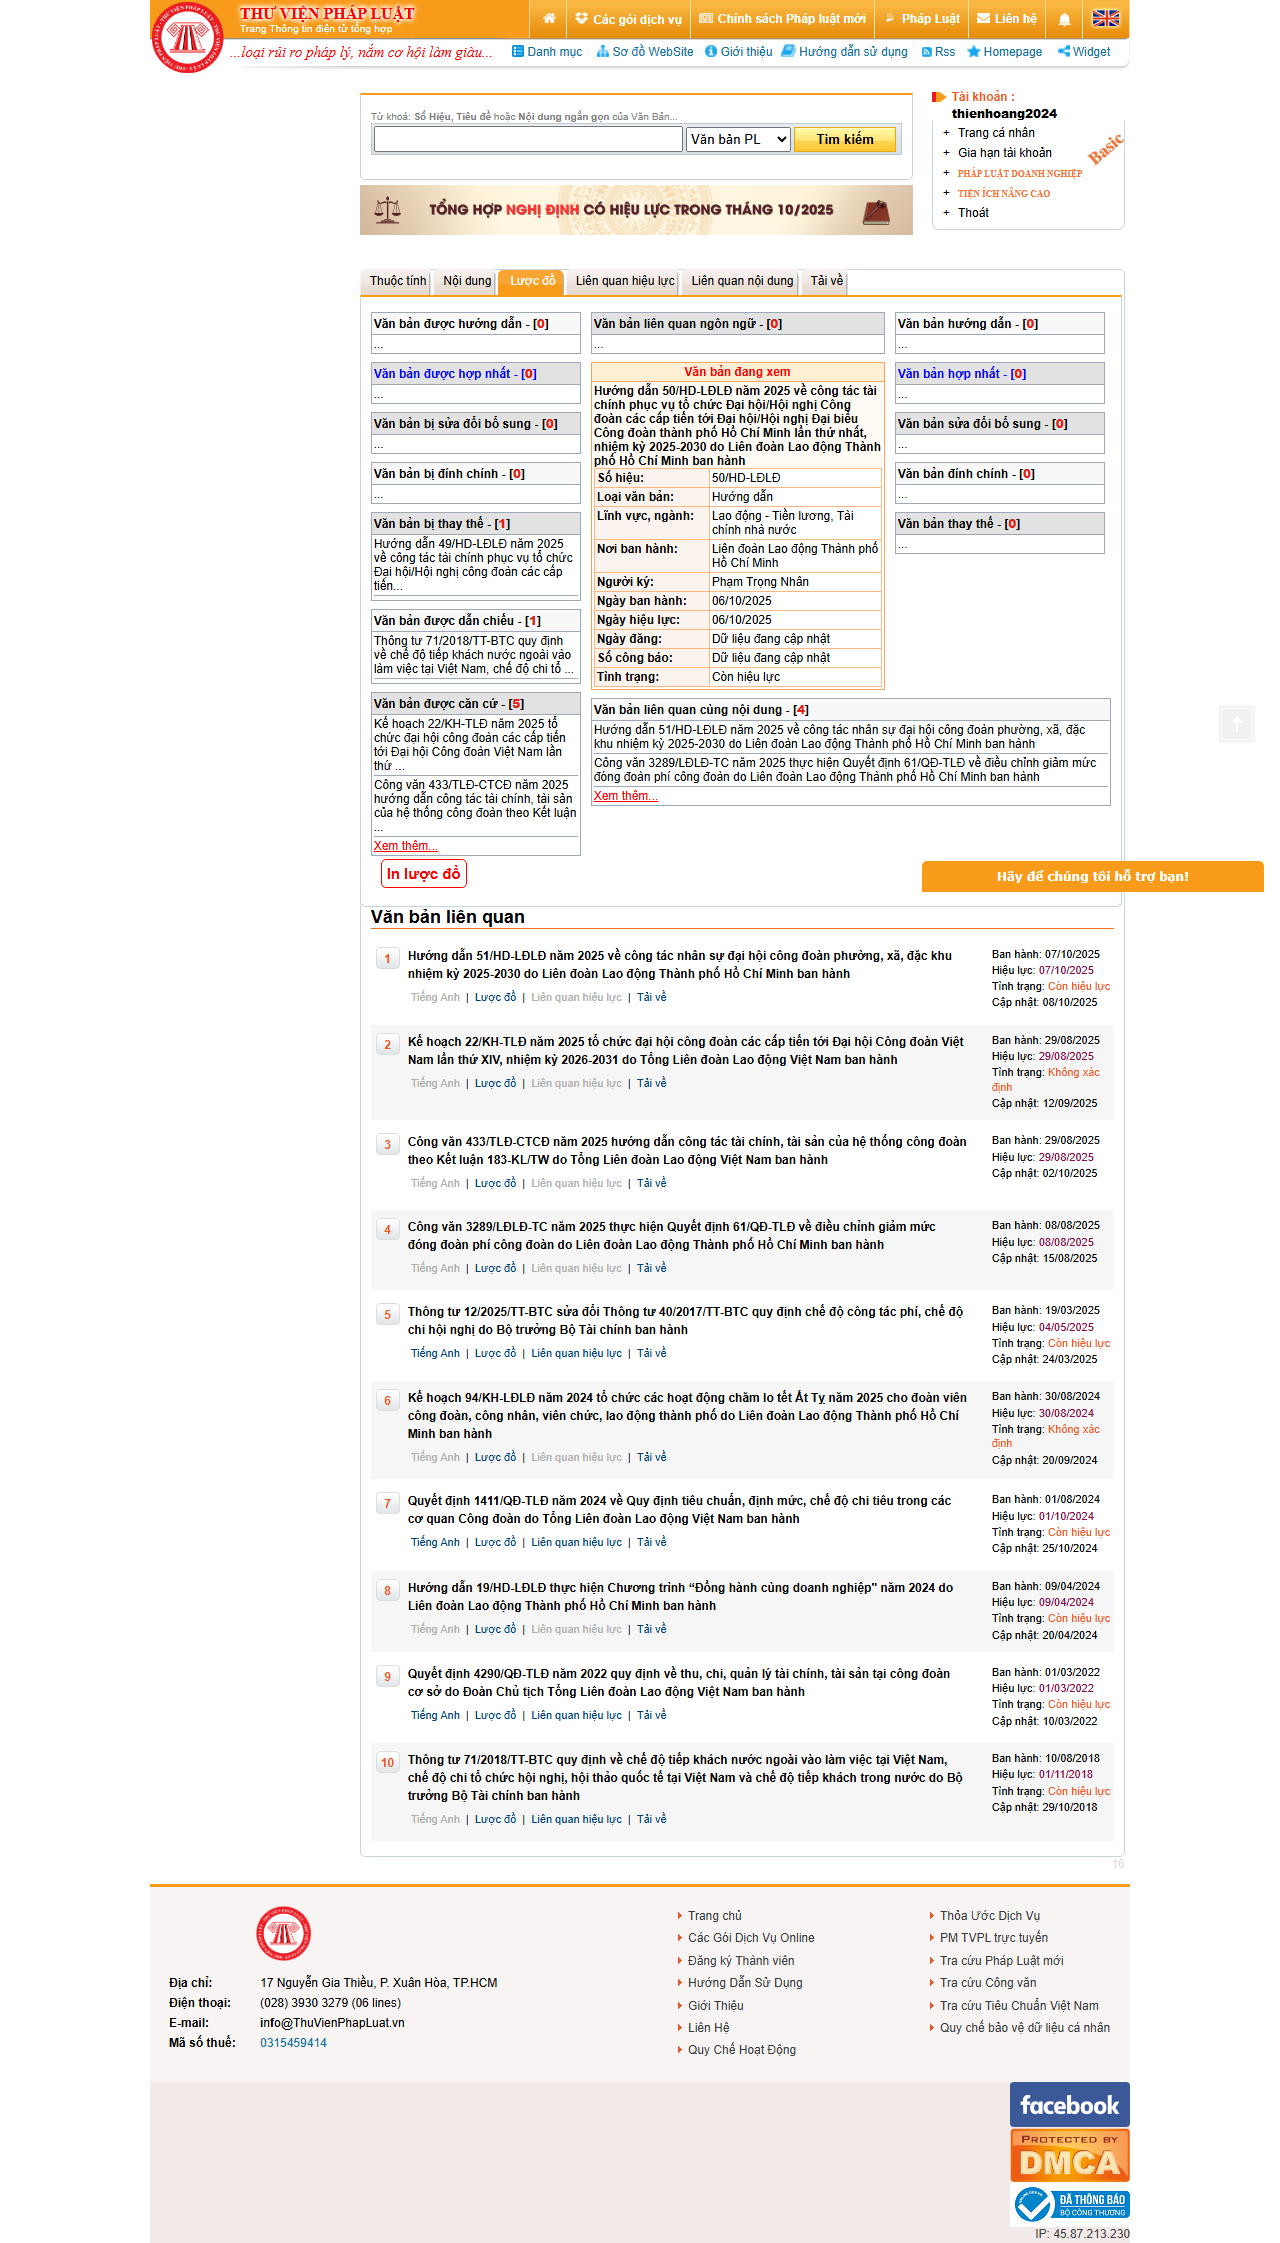 THƯ VIỆN PHÁP LUẬT
Trang Thông tin điện tử tổng hợp
...loại rủi ro pháp lý, nắm cơ hội làm giàu...
Các gói dịch vụ
Chính sách Pháp luật mới
Pháp Luật
Liên hệ
Danh mục
Sơ đồ WebSite
Giới thiệu
Hướng dẫn sử dụng
Rss
Homepage
Widget
Từ khoá: Số Hiệu, Tiêu đề hoặc Nội dung ngắn gọn của Văn Bản...
Văn bản PL
Tìm kiếm
TỔNG HỢP NGHỊ ĐỊNH CÓ HIỆU LỰC TRONG THÁNG 10/2025
Tài khoản :
thienhoang2024
+ Trang cá nhân
+ Gia hạn tài khoản
+ PHÁP LUẬT DOANH NGHIỆP
+ TIỆN ÍCH NÂNG CAO
+ Thoát
Basic
Thuộc tính
Nội dung
Lược đồ
Liên quan hiệu lực
Liên quan nội dung
Tải về
Văn bản được hướng dẫn - [0]
...
Văn bản được hợp nhất - [0]
...
Văn bản bị sửa đổi bổ sung - [0]
...
Văn bản bị đính chính - [0]
...
Văn bản bị thay thế - [1]
Hướng dẫn 49/HD-LĐLĐ năm 2025
về công tác tài chính phục vụ tổ chức
Đại hội/Hội nghị công đoàn các cấp
tiến...
Văn bản được dẫn chiếu - [1]
Thông tư 71/2018/TT-BTC quy định
về chế độ tiếp khách nước ngoài vào
làm việc tại Việt Nam, chế độ chi tổ ...
Văn bản được căn cứ - [5]
Kế hoạch 22/KH-TLĐ năm 2025 tổ
chức đại hội công đoàn các cấp tiến
tới Đại hội Công đoàn Việt Nam lần
thứ ...
Công văn 433/TLĐ-CTCĐ năm 2025
hướng dẫn công tác tài chính, tài sản
của hệ thống công đoàn theo Kết luận
...
Xem thêm...
In lược đồ
Văn bản liên quan ngôn ngữ - [0]
...
Văn bản đang xem
Hướng dẫn 50/HD-LĐLĐ năm 2025 về công tác tài
chính phục vụ tổ chức Đại hội/Hội nghị Công
đoàn các cấp tiến tới Đại hội/Hội nghị Đại biểu
Công đoàn thành phố Hồ Chí Minh lần thứ nhất,
nhiệm kỳ 2025-2030 do Liên đoàn Lao động Thành
phố Hồ Chí Minh ban hành
Số hiệu: 50/HD-LĐLĐ
Loại văn bản: Hướng dẫn
Lĩnh vực, ngành: Lao động - Tiền lương, Tài
chính nhà nước
Nơi ban hành: Liên đoàn Lao động Thành phố
Hồ Chí Minh
Người ký: Phạm Trọng Nhân
Ngày ban hành: 06/10/2025
Ngày hiệu lực: 06/10/2025
Ngày đăng: Dữ liệu đang cập nhật
Số công báo: Dữ liệu đang cập nhật
Tình trạng: Còn hiệu lực
Văn bản hướng dẫn - [0]
...
Văn bản hợp nhất - [0]
...
Văn bản sửa đổi bổ sung - [0]
...
Văn bản đính chính - [0]
...
Văn bản thay thế - [0]
...
Văn bản liên quan cùng nội dung - [4]
Hướng dẫn 51/HD-LĐLĐ năm 2025 về công tác nhân sự đại hội công đoàn phường, xã, đặc
khu nhiệm kỳ 2025-2030 do Liên đoàn Lao động Thành phố Hồ Chí Minh ban hành
Công văn 3289/LĐLĐ-TC năm 2025 thực hiện Quyết định 61/QĐ-TLĐ về điều chỉnh giảm mức
đóng đoàn phí công đoàn do Liên đoàn Lao động Thành phố Hồ Chí Minh ban hành
Xem thêm...
Hãy để chúng tôi hỗ trợ bạn!
Văn bản liên quan
1
Hướng dẫn 51/HD-LĐLĐ năm 2025 về công tác nhân sự đại hội công đoàn phường, xã, đặc khu
nhiệm kỳ 2025-2030 do Liên đoàn Lao động Thành phố Hồ Chí Minh ban hành
Tiếng Anh | Lược đồ | Liên quan hiệu lực | Tải về
Ban hành: 07/10/2025
Hiệu lực: 07/10/2025
Tình trạng: Còn hiệu lực
Cập nhật: 08/10/2025
2
Kế hoạch 22/KH-TLĐ năm 2025 tổ chức đại hội công đoàn các cấp tiến tới Đại hội Công đoàn Việt
Nam lần thứ XIV, nhiệm kỳ 2026-2031 do Tổng Liên đoàn Lao động Việt Nam ban hành
Tiếng Anh | Lược đồ | Liên quan hiệu lực | Tải về
Ban hành: 29/08/2025
Hiệu lực: 29/08/2025
Tình trạng: Không xác
định
Cập nhật: 12/09/2025
3
Công văn 433/TLĐ-CTCĐ năm 2025 hướng dẫn công tác tài chính, tài sản của hệ thống công đoàn
theo Kết luận 183-KL/TW do Tổng Liên đoàn Lao động Việt Nam ban hành
Tiếng Anh | Lược đồ | Liên quan hiệu lực | Tải về
Ban hành: 29/08/2025
Hiệu lực: 29/08/2025
Cập nhật: 02/10/2025
4
Công văn 3289/LĐLĐ-TC năm 2025 thực hiện Quyết định 61/QĐ-TLĐ về điều chỉnh giảm mức
đóng đoàn phí công đoàn do Liên đoàn Lao động Thành phố Hồ Chí Minh ban hành
Tiếng Anh | Lược đồ | Liên quan hiệu lực | Tải về
Ban hành: 08/08/2025
Hiệu lực: 08/08/2025
Cập nhật: 15/08/2025
5
Thông tư 12/2025/TT-BTC sửa đổi Thông tư 40/2017/TT-BTC quy định chế độ công tác phí, chế độ
chi hội nghị do Bộ trưởng Bộ Tài chính ban hành
Tiếng Anh | Lược đồ | Liên quan hiệu lực | Tải về
Ban hành: 19/03/2025
Hiệu lực: 04/05/2025
Tình trạng: Còn hiệu lực
Cập nhật: 24/03/2025
6
Kế hoạch 94/KH-LĐLĐ năm 2024 tổ chức các hoạt động chăm lo tết Ất Tỵ năm 2025 cho đoàn viên
công đoàn, công nhân, viên chức, lao động thành phố do Liên đoàn Lao động Thành phố Hồ Chí
Minh ban hành
Tiếng Anh | Lược đồ | Liên quan hiệu lực | Tải về
Ban hành: 30/08/2024
Hiệu lực: 30/08/2024
Tình trạng: Không xác
định
Cập nhật: 20/09/2024
7
Quyết định 1411/QĐ-TLĐ năm 2024 về Quy định tiêu chuẩn, định mức, chế độ chi tiêu trong các
cơ quan Công đoàn do Tổng Liên đoàn Lao động Việt Nam ban hành
Tiếng Anh | Lược đồ | Liên quan hiệu lực | Tải về
Ban hành: 01/08/2024
Hiệu lực: 01/10/2024
Tình trạng: Còn hiệu lực
Cập nhật: 25/10/2024
8
Hướng dẫn 19/HD-LĐLĐ thực hiện Chương trình “Đồng hành cùng doanh nghiệp" năm 2024 do
Liên đoàn Lao động Thành phố Hồ Chí Minh ban hành
Tiếng Anh | Lược đồ | Liên quan hiệu lực | Tải về
Ban hành: 09/04/2024
Hiệu lực: 09/04/2024
Tình trạng: Còn hiệu lực
Cập nhật: 20/04/2024
9
Quyết định 4290/QĐ-TLĐ năm 2022 quy định về thu, chi, quản lý tài chính, tài sản tại công đoàn
cơ sở do Đoàn Chủ tịch Tổng Liên đoàn Lao động Việt Nam ban hành
Tiếng Anh | Lược đồ | Liên quan hiệu lực | Tải về
Ban hành: 01/03/2022
Hiệu lực: 01/03/2022
Tình trạng: Còn hiệu lực
Cập nhật: 10/03/2022
10
Thông tư 71/2018/TT-BTC quy định về chế độ tiếp khách nước ngoài vào làm việc tại Việt Nam,
chế độ chi tổ chức hội nghị, hội thảo quốc tế tại Việt Nam và chế độ tiếp khách trong nước do Bộ
trưởng Bộ Tài chính ban hành
Tiếng Anh | Lược đồ | Liên quan hiệu lực | Tải về
Ban hành: 10/08/2018
Hiệu lực: 01/11/2018
Tình trạng: Còn hiệu lực
Cập nhật: 29/10/2018
16
Địa chỉ: 17 Nguyễn Gia Thiều, P. Xuân Hòa, TP.HCM
Điện thoại: (028) 3930 3279 (06 lines)
E-mail: info@ThuVienPhapLuat.vn
Mã số thuế: 0315459414
Trang chủ
Các Gói Dịch Vụ Online
Đăng ký Thành viên
Hướng Dẫn Sử Dụng
Giới Thiệu
Liên Hệ
Quy Chế Hoạt Động
Thỏa Ước Dịch Vụ
PM TVPL trực tuyến
Tra cứu Pháp Luật mới
Tra cứu Công văn
Tra cứu Tiêu Chuẩn Việt Nam
Quy chế bảo vệ dữ liệu cá nhân
facebook
PROTECTED BY
DMCA
ĐÃ THÔNG BÁO
BỘ CÔNG THƯƠNG
IP: 45.87.213.230